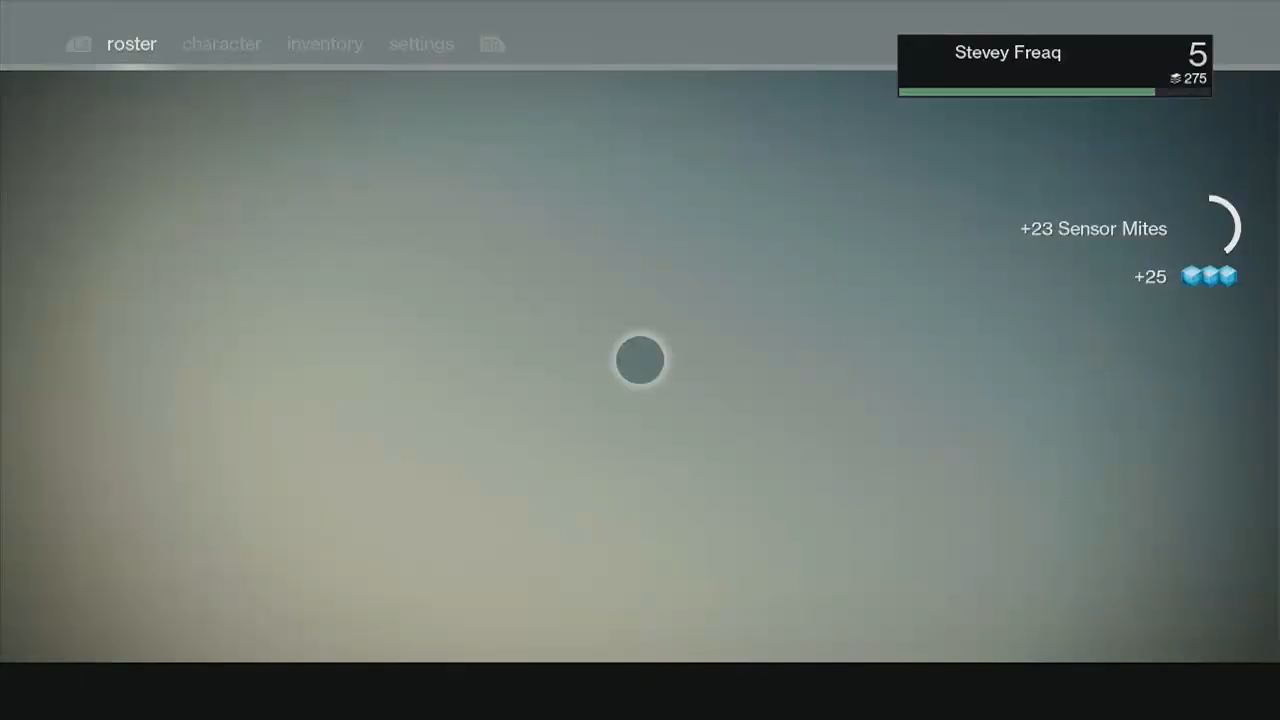 roster character inventory settings
Stevey Freaq 5
275
+23 Sensor Mites
+25